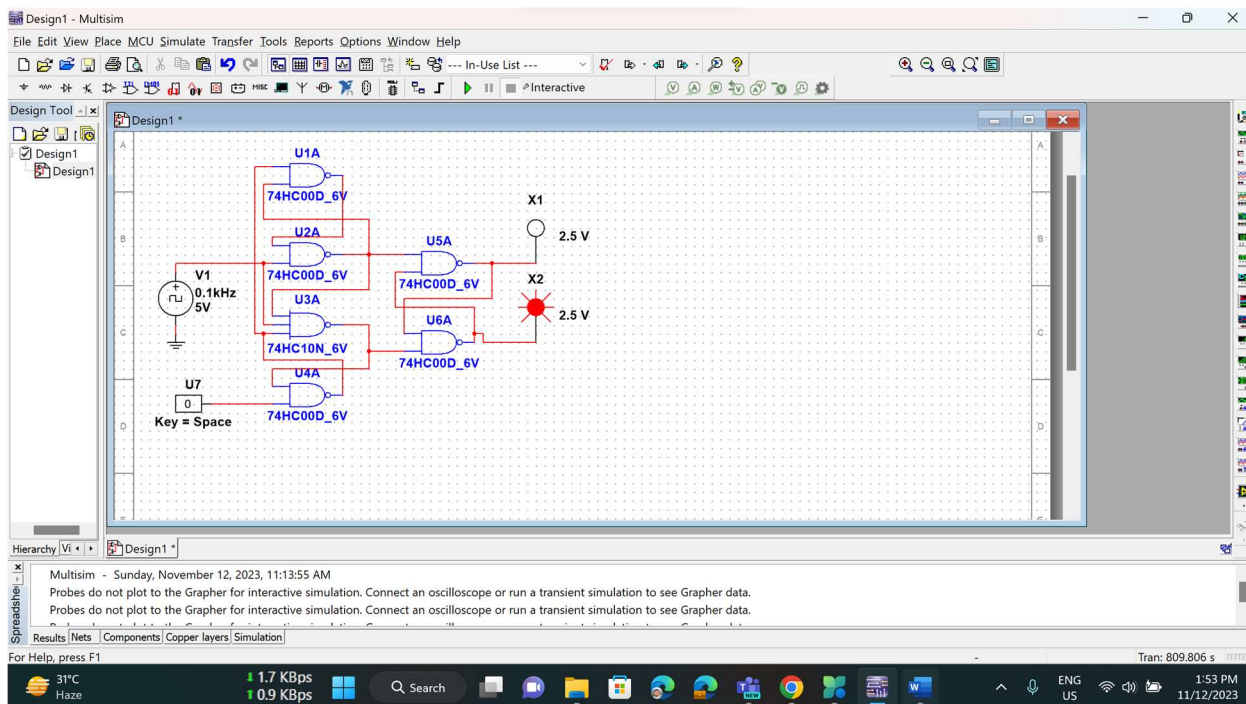 Design1 - Multisim
File Edit View Place MCU Simulate Transfer Tools Reports Options Window Help
--- In-Use List ---
MISC
Interactive
Design Tool
Design1 *
Design1
Design1
A
A
B
B
C
C
D
D
U1A
74HC00D_6V
X1
2.5 V
U2A
74HC00D_6V
U5A
74HC00D_6V
V1
0.1kHz
5V
X2
2.5 V
U3A
74HC10N_6V
U6A
74HC00D_6V
U4A
74HC00D_6V
U7
0
Key = Space
Hierarchy Vi
Design1 *
Multisim - Sunday, November 12, 2023, 11:13:55 AM
Probes do not plot to the Grapher for interactive simulation. Connect an oscilloscope or run a transient simulation to see Grapher data.
Probes do not plot to the Grapher for interactive simulation. Connect an oscilloscope or run a transient simulation to see Grapher data.
Spreadshe
Results Nets Components Copper layers Simulation
For Help, press F1
-
Tran: 809.806 s
31°C
Haze
1.7 KBps
0.9 KBps
Search
NEW
ENG
US
1:53 PM
11/12/2023